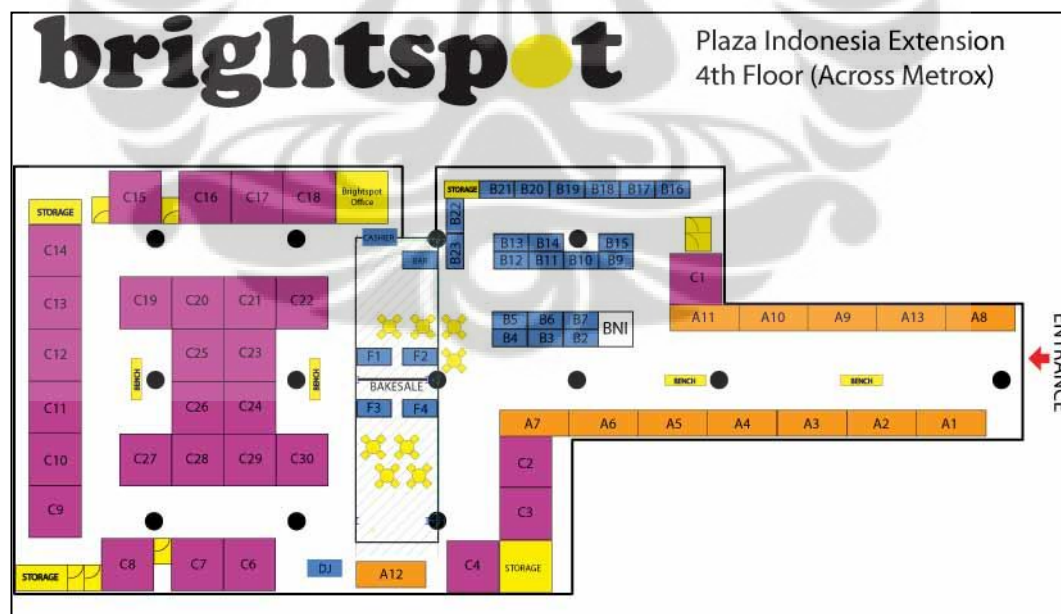 brightspot
Plaza Indonesia Extension
4th Floor (Across Metrox)
C15 C16 C17 C18 Brightspot
Office
STORAGE B21 B20 B19 B18 B17 B16
STORAGE
B22
CASHIER
B23
B13 B14 B15
C14
BAR
B12 B11 B10 B9
C1
C13
C19 C20 C21 C22
A11 A10 A9 A13 A8
B5 B6 B7 BNI
B4 B3 B2
ENTRANCE
C12
C25 C23
F1 F2
BENCH
BENCH
BAKESALE
BENCH
BENCH
C11
C26 C24
F3 F4
A7 A6 A5 A4 A3 A2 A1
C10
C27 C28 C29 C30
C2
C9
C3
STORAGE
C8 C7 C6
DJ
A12
C4
STORAGE